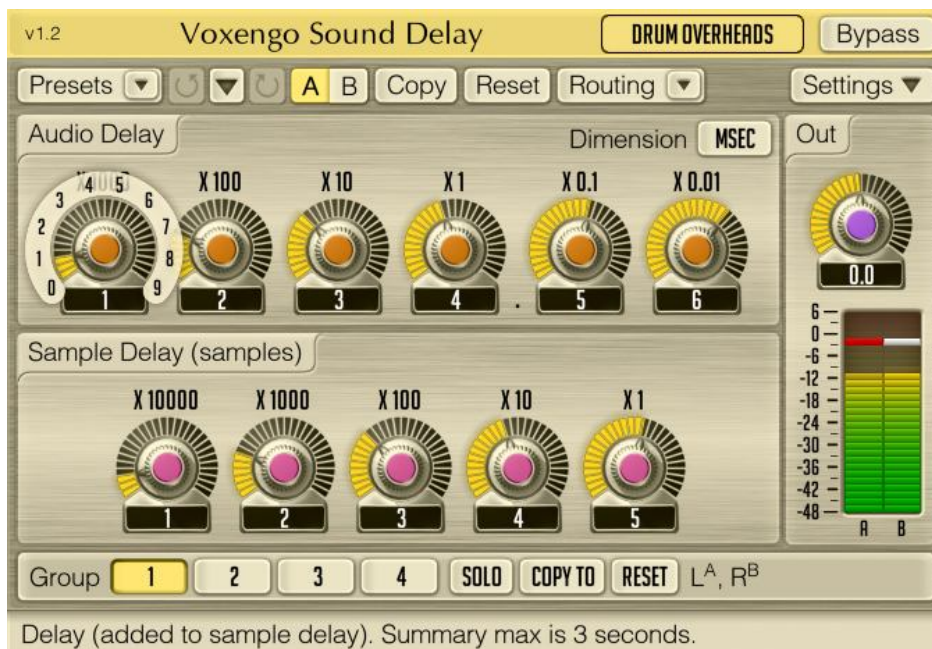 v1.2 Voxengo Sound Delay DRUM OVERHEADS Bypass
Presets A B Copy Reset Routing Settings
Audio Delay Dimension MSEC Out
X 100 X 10 X 1 X 0.1 X 0.01
0 1 2 3 4 5 6 7 8 9
1 2 3 4 . 5 6 0.0
Sample Delay (samples)
X 10000 X 1000 X 100 X 10 X 1
1 2 3 4 5
6
0
-6
-12
-18
-24
-30
-36
-42
-48
A B
Group 1 2 3 4 SOLO COPY TO RESET L^A, R^B
Delay (added to sample delay). Summary max is 3 seconds.